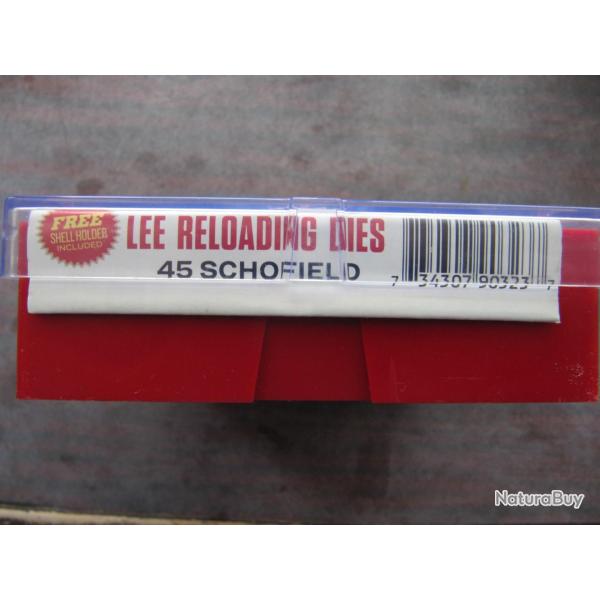 FREE
SHELL HOLDER
INCLUDED
LEE RELOADING DIES
45 SCHOFIELD
7 34307 90323 7
NaturaBuy